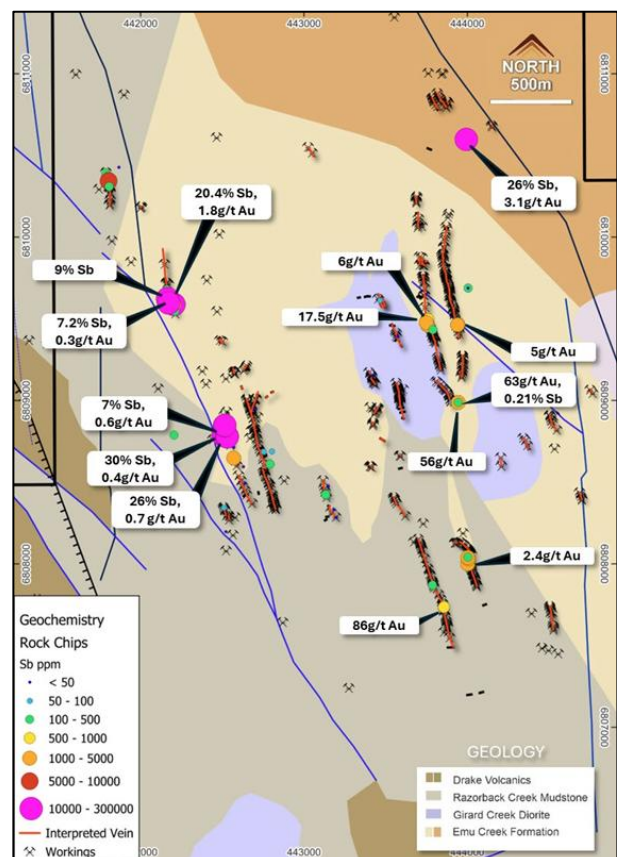 442000
443000
444000
6811000
6811000
NORTH
500m
20.4% Sb,
1.8g/t Au
26% Sb,
3.1g/t Au
6810000
6810000
9% Sb
6g/t Au
7.2% Sb,
0.3g/t Au
17.5g/t Au
5g/t Au
7% Sb,
0.6g/t Au
63g/t Au,
0.21% Sb
6809000
6809000
30% Sb,
0.4g/t Au
56g/t Au
26% Sb,
0.7 g/t Au
2.4g/t Au
6808000
6808000
86g/t Au
Geochemistry
Rock Chips
Sb ppm
< 50
50 - 100
100 - 500
500 - 1000
1000 - 5000
5000 - 10000
10000 - 300000
Interpreted Vein
Workings
6807000
GEOLOGY
Drake Volcanics
Razorback Creek Mudstone
Girard Creek Diorite
Emu Creek Formation
442000
443000
444000